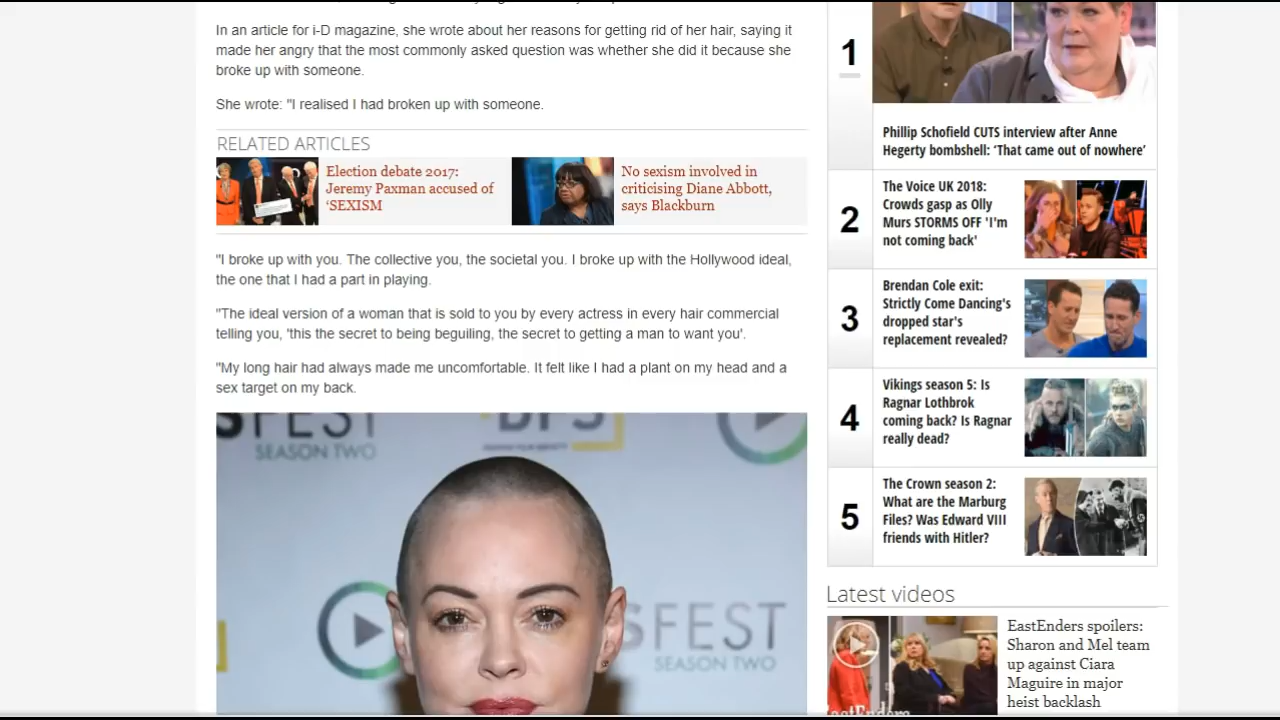 In an article for i-D magazine, she wrote about her reasons for getting rid of her hair, saying it
made her angry that the most commonly asked question was whether she did it because she
broke up with someone.
She wrote: "I realised I had broken up with someone.
RELATED ARTICLES
Election debate 2017:
Jeremy Paxman accused of
‘SEXISM
No sexism involved in
criticising Diane Abbott,
says Blackburn
"I broke up with you. The collective you, the societal you. I broke up with the Hollywood ideal,
the one that I had a part in playing.
"The ideal version of a woman that is sold to you by every actress in every hair commercial
telling you, 'this the secret to being beguiling, the secret to getting a man to want you'.
"My long hair had always made me uncomfortable. It felt like I had a plant on my head and a
sex target on my back.
SFEST
SEASON TWO
SFEST
SEASON TWO
1
Phillip Schofield CUTS interview after Anne
Hegerty bombshell: ‘That came out of nowhere’
2
The Voice UK 2018:
Crowds gasp as Olly
Murs STORMS OFF 'I'm
not coming back'
3
Brendan Cole exit:
Strictly Come Dancing's
dropped star's
replacement revealed?
4
Vikings season 5: Is
Ragnar Lothbrok
coming back? Is Ragnar
really dead?
5
The Crown season 2:
What are the Marburg
Files? Was Edward VIII
friends with Hitler?
Latest videos
EastEnders
EastEnders spoilers:
Sharon and Mel team
up against Ciara
Maguire in major
heist backlash